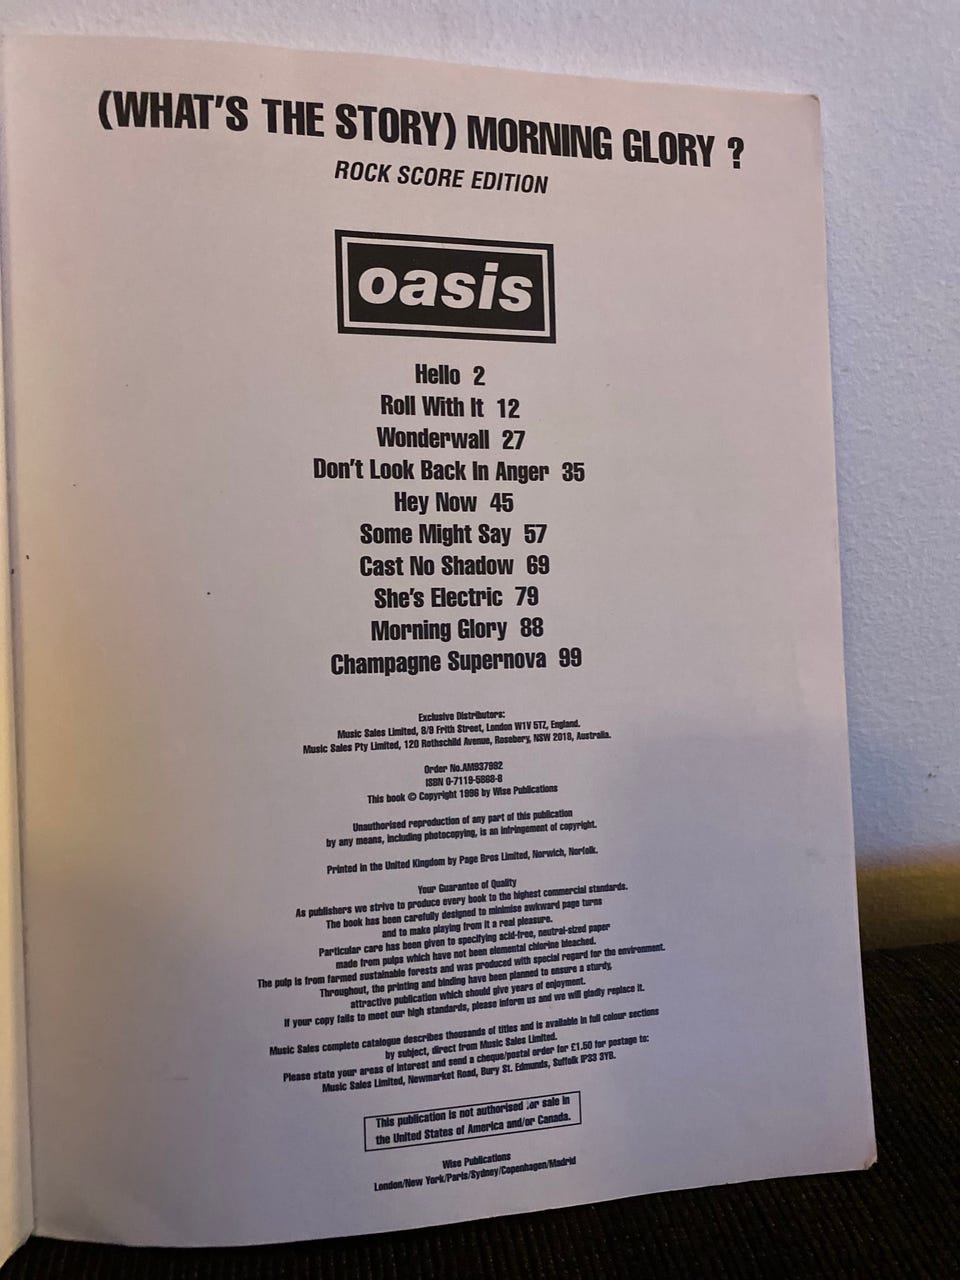 (WHAT'S THE STORY) MORNING GLORY ?
ROCK SCORE EDITION
oasis
Hello 2
Roll With It 12
Wonderwall 27
Don't Look Back In Anger 35
Hey Now 45
Some Might Say 57
Cast No Shadow 69
She's Electric 79
Morning Glory 88
Champagne Supernova 99
Exclusive Distributors:
Music Sales Limited, 8/9 Frith Street, London W1V 5TZ, England.
Music Sales Pty Limited, 120 Rothschild Avenue, Rosebery, NSW 2018, Australia.
Order No.AM937992
ISBN 0-7119-5868-8
This book © Copyright 1996 by Wise Publications
Unauthorised reproduction of any part of this publication
by any means, including photocopying, is an infringement of copyright.
Printed in the United Kingdom by Page Bros Limited, Norwich, Norfolk.
Your Guarantee of Quality
As publishers we strive to produce every book to the highest commercial standards.
The book has been carefully designed to minimise awkward page turns
and to make playing from it a real pleasure.
Particular care has been given to specifying acid-free, neutral-sized paper
made from pulps which have not been elemental chlorine bleached.
The pulp is from farmed sustainable forests and was produced with special regard for the environment.
Throughout, the printing and binding have been planned to ensure a sturdy,
attractive publication which should give years of enjoyment.
If your copy fails to meet our high standards, please inform us and we will gladly replace it.
Music Sales complete catalogue describes thousands of titles and is available in full colour sections
by subject, direct from Music Sales Limited.
Please state your areas of interest and send a cheque/postal order for £1.50 for postage to:
Music Sales Limited, Newmarket Road, Bury St. Edmunds, Suffolk IP33 3YB.
This publication is not authorised for sale in
the United States of America and/or Canada.
Wise Publications
London/New York/Paris/Sydney/Copenhagen/Madrid